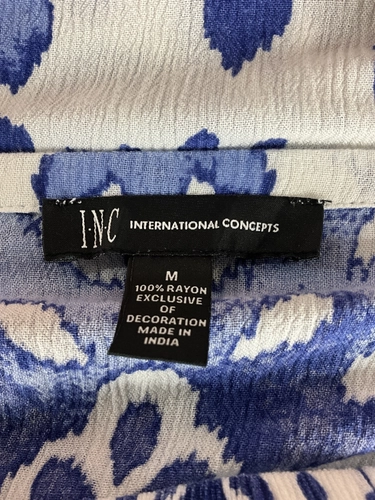 I·N·C INTERNATIONAL CONCEPTS
M
100% RAYON
EXCLUSIVE
OF
DECORATION
MADE IN
INDIA